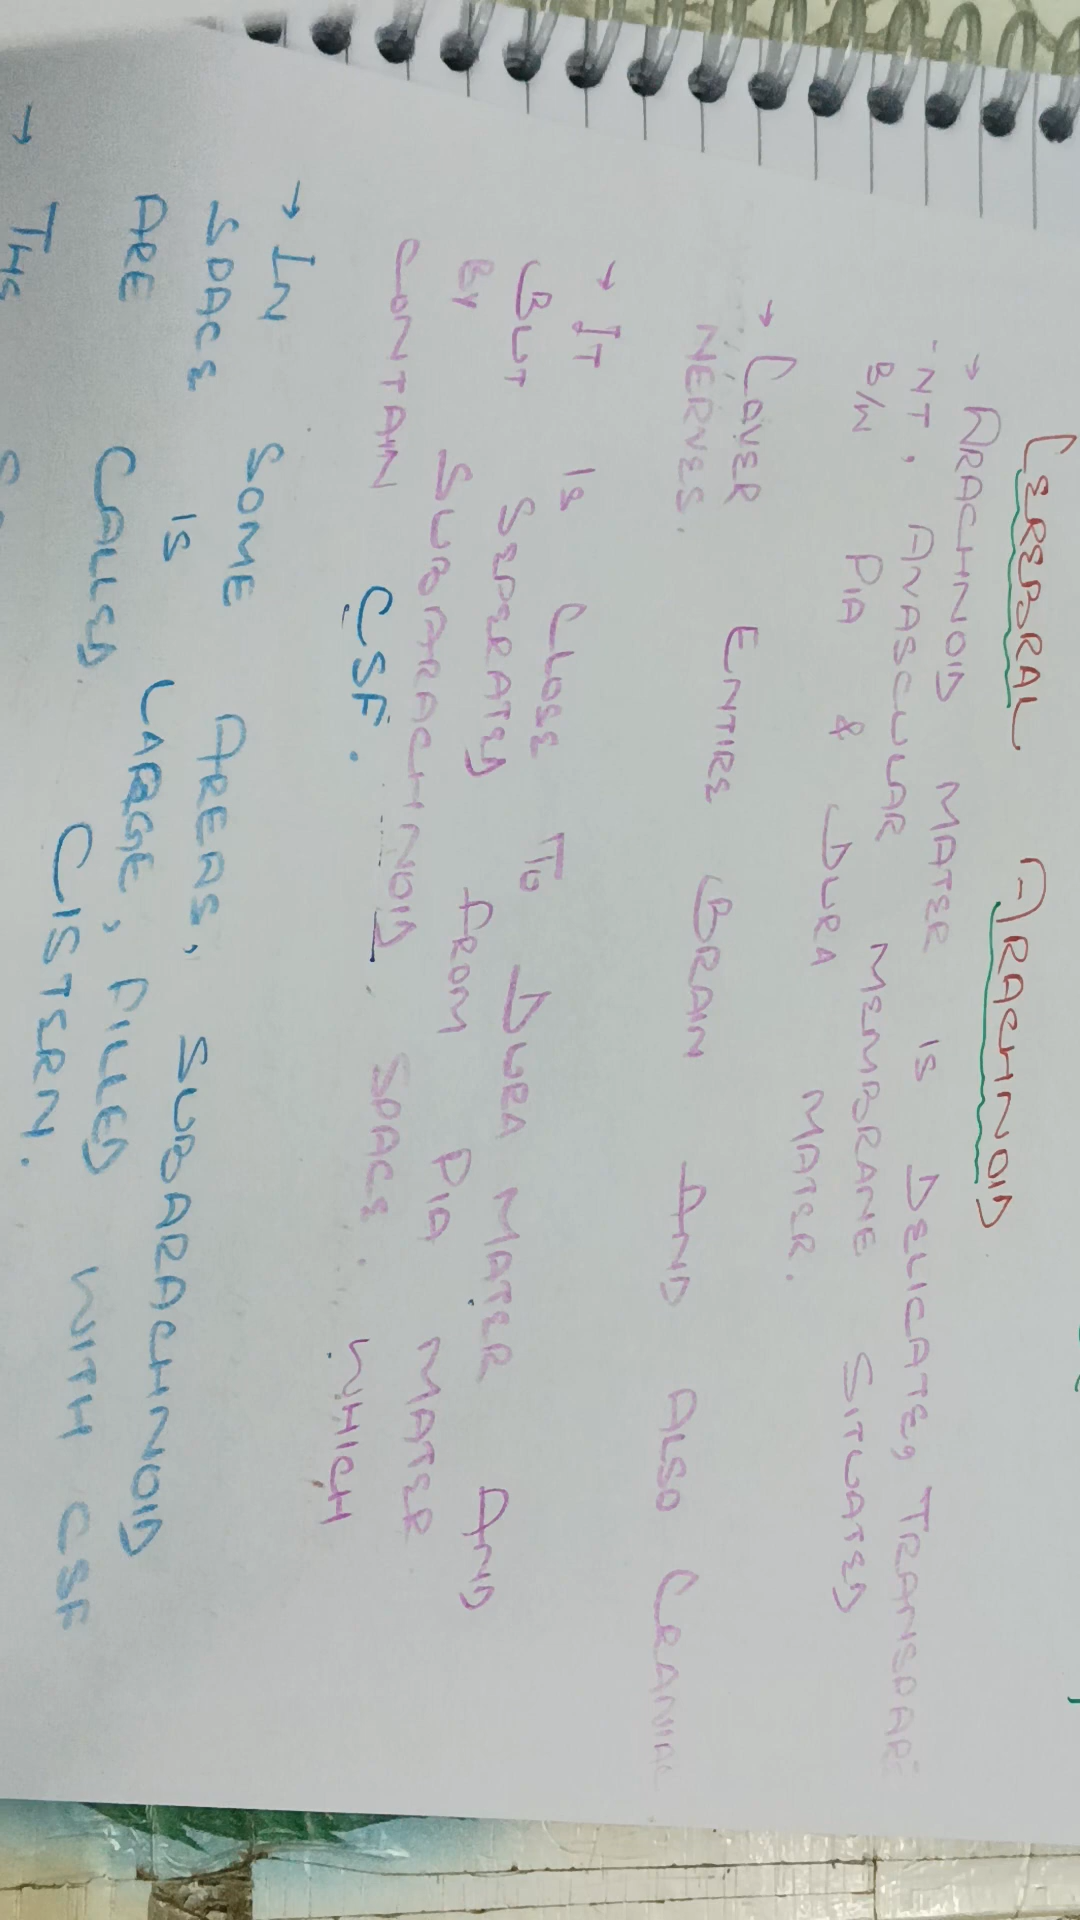 CEREBRAL ARACHNOID
→ ARACHNOID MATER IS DELICATE, TRANSPARE
-NT, AVASCULAR MEMBRANE SITUATED
B/W PIA & DURA MATER.
→ COVER ENTIRE BRAIN AND ALSO CRANIAL
NERVES.
→ IT IS CLOSE TO DURA MATER AND
BUT SEPERATED FROM PIA MATER
BY SUBARACHNOID SPACE. WHICH
CONTAIN CSF.
→ IN SOME AREAS, SUBARACHNOID
SPACE IS LARGE, FILLED WITH CSF
ARE CALLED CISTERN.
→ THE